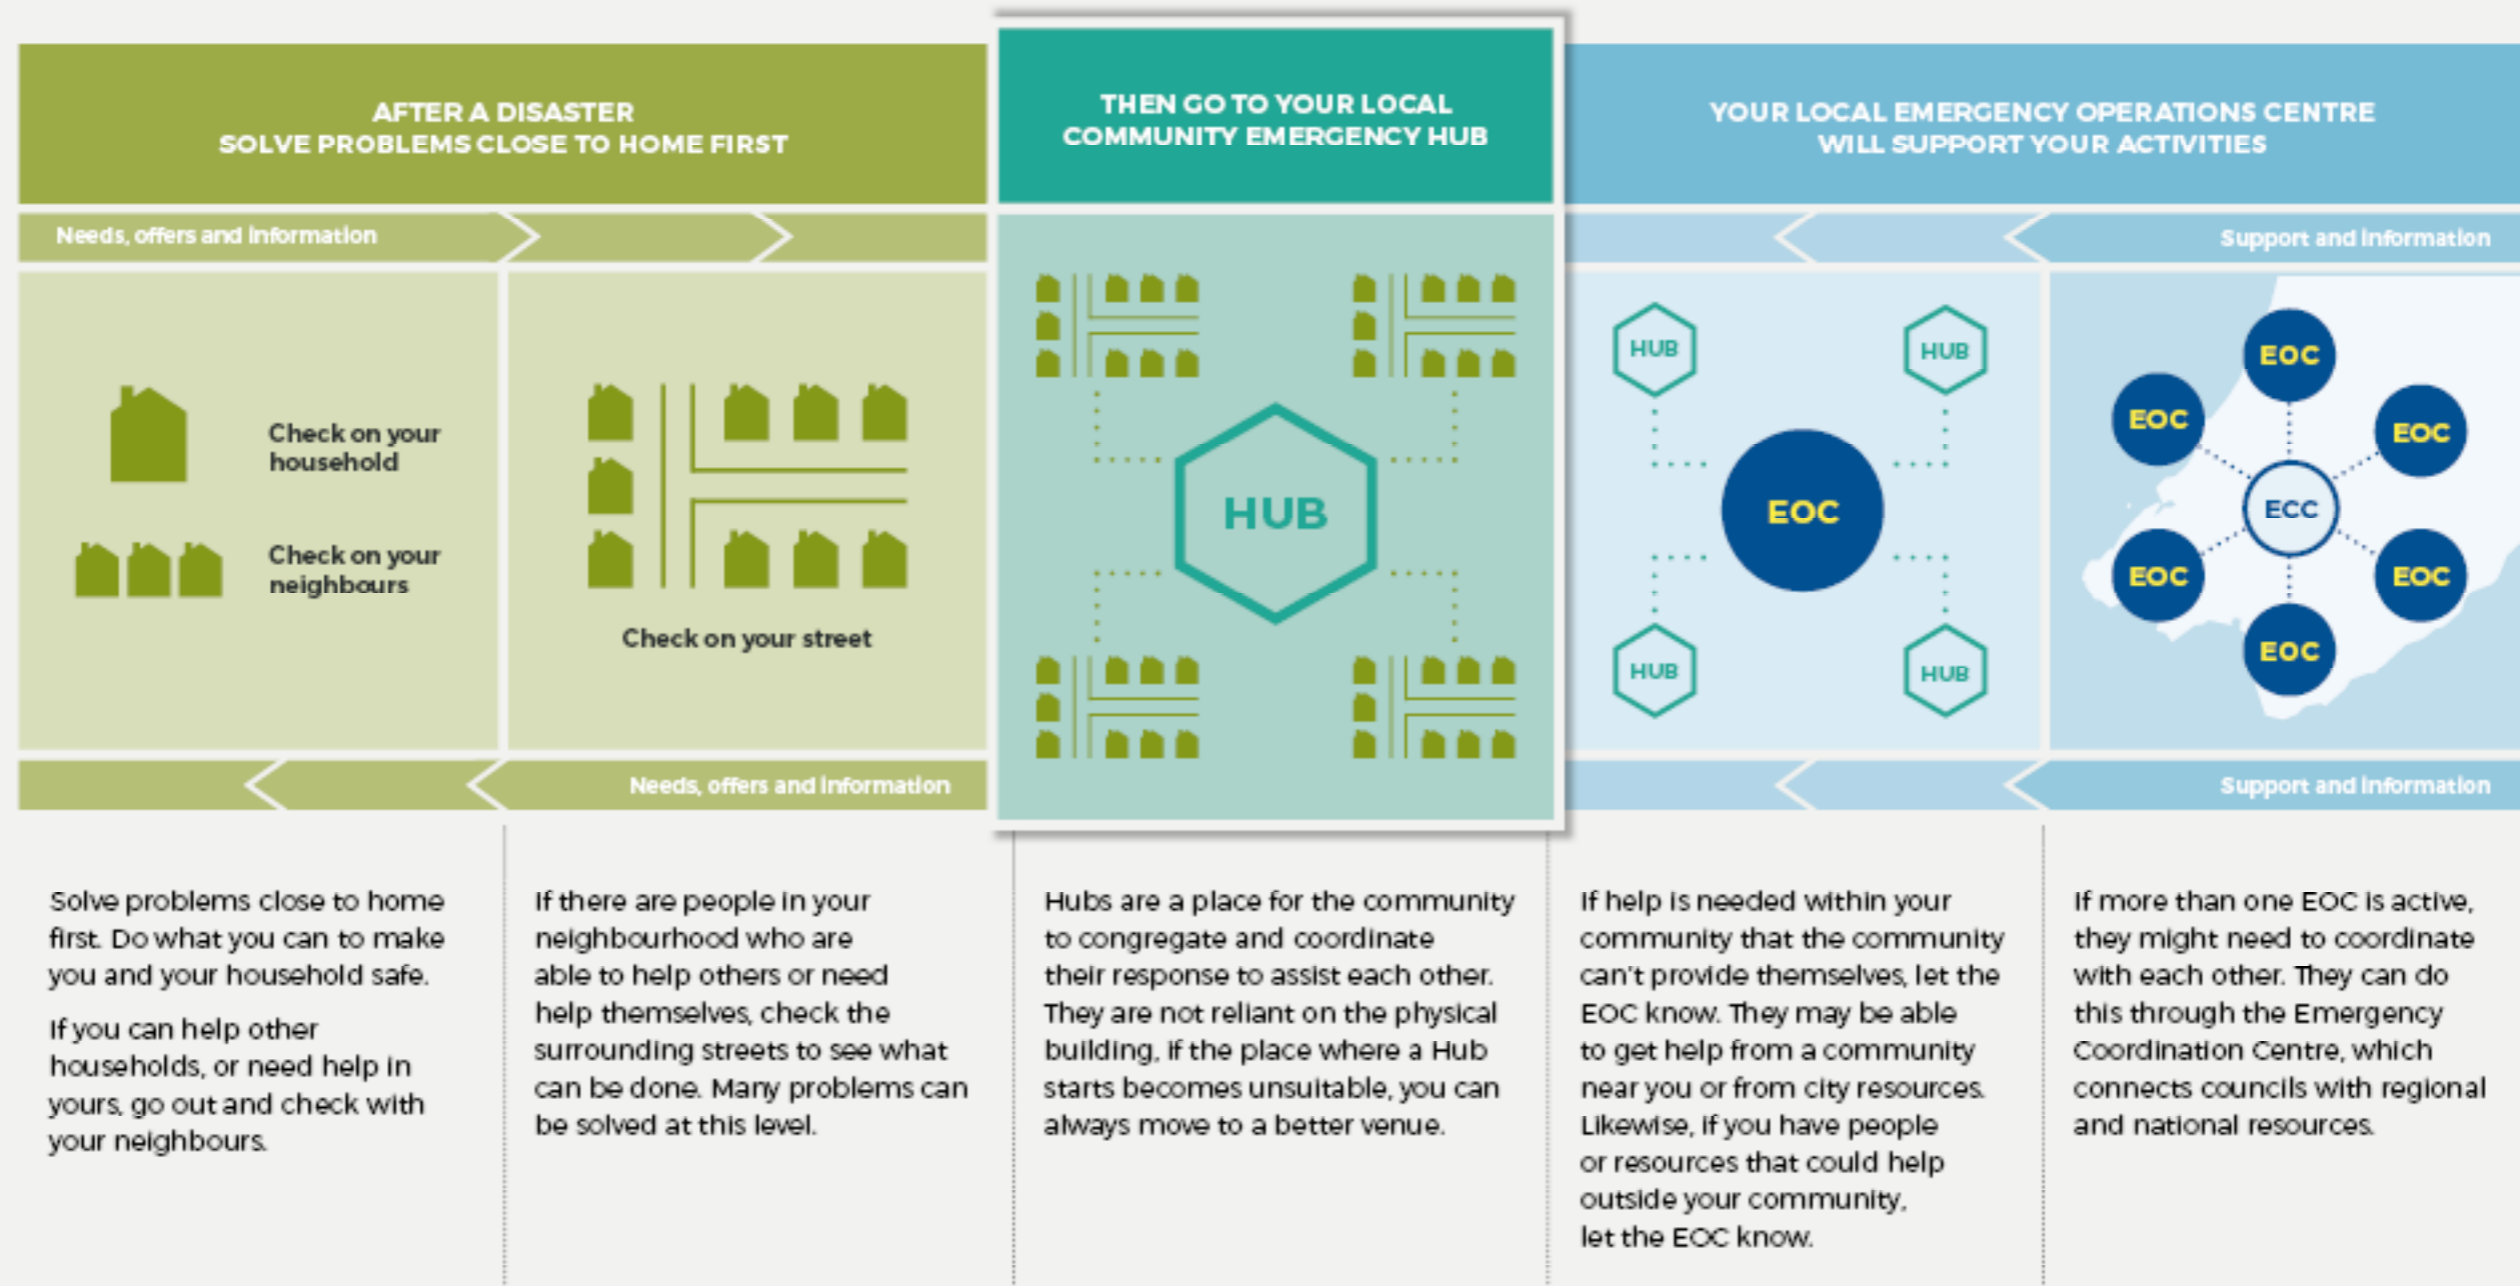 AFTER A DISASTER
SOLVE PROBLEMS CLOSE TO HOME FIRST
THEN GO TO YOUR LOCAL
COMMUNITY EMERGENCY HUB
YOUR LOCAL EMERGENCY OPERATIONS CENTRE
WILL SUPPORT YOUR ACTIVITIES
Needs, offers and information
Support and information
Check on your
household
Check on your
neighbours
Check on your street
HUB
HUB
HUB
EOC
HUB
HUB
EOC
EOC
EOC
ECC
EOC
EOC
EOC
Needs, offers and information
Support and information
Solve problems close to home
first. Do what you can to make
you and your household safe.
If you can help other
households, or need help in
yours, go out and check with
your neighbours.
If there are people in your
neighbourhood who are
able to help others or need
help themselves, check the
surrounding streets to see what
can be done. Many problems can
be solved at this level.
Hubs are a place for the community
to congregate and coordinate
their response to assist each other.
They are not reliant on the physical
building, if the place where a Hub
starts becomes unsuitable, you can
always move to a better venue.
If help is needed within your
community that the community
can't provide themselves, let the
EOC know. They may be able
to get help from a community
near you or from city resources.
Likewise, if you have people
or resources that could help
outside your community,
let the EOC know.
If more than one EOC is active,
they might need to coordinate
with each other. They can do
this through the Emergency
Coordination Centre, which
connects councils with regional
and national resources.